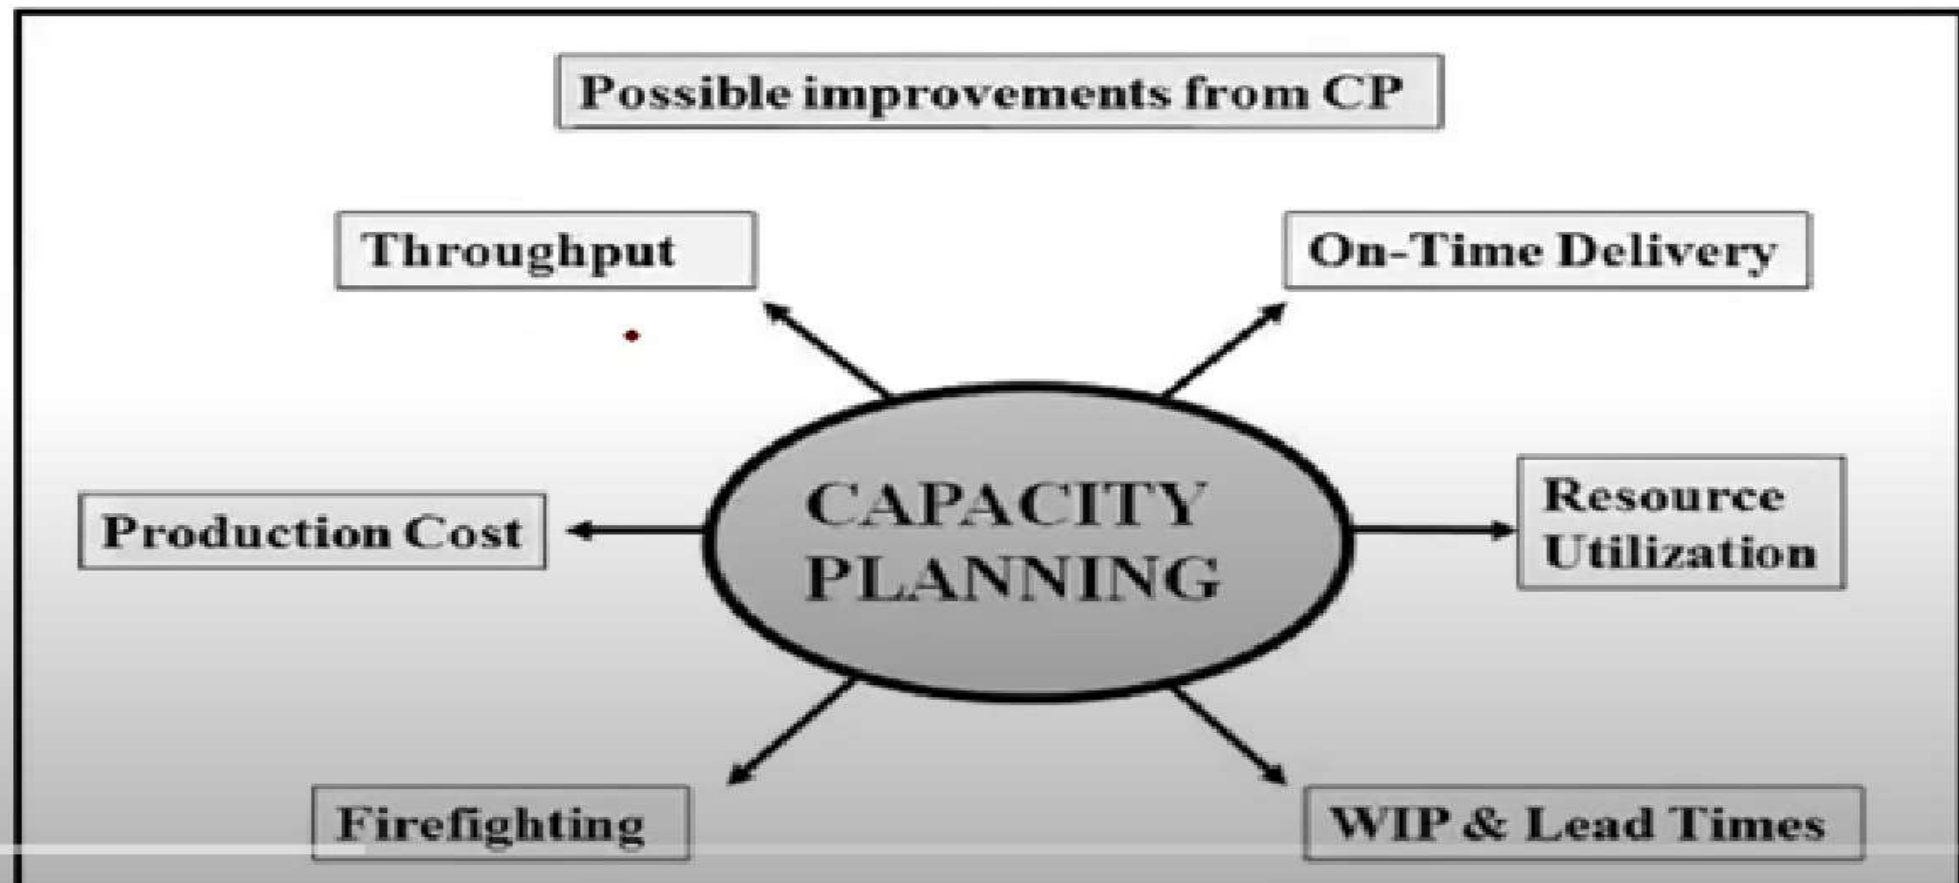 Possible improvements from CP
Throughput
On-Time Delivery
CAPACITY
PLANNING
Production Cost
Resource
Utilization
Firefighting
WIP & Lead Times